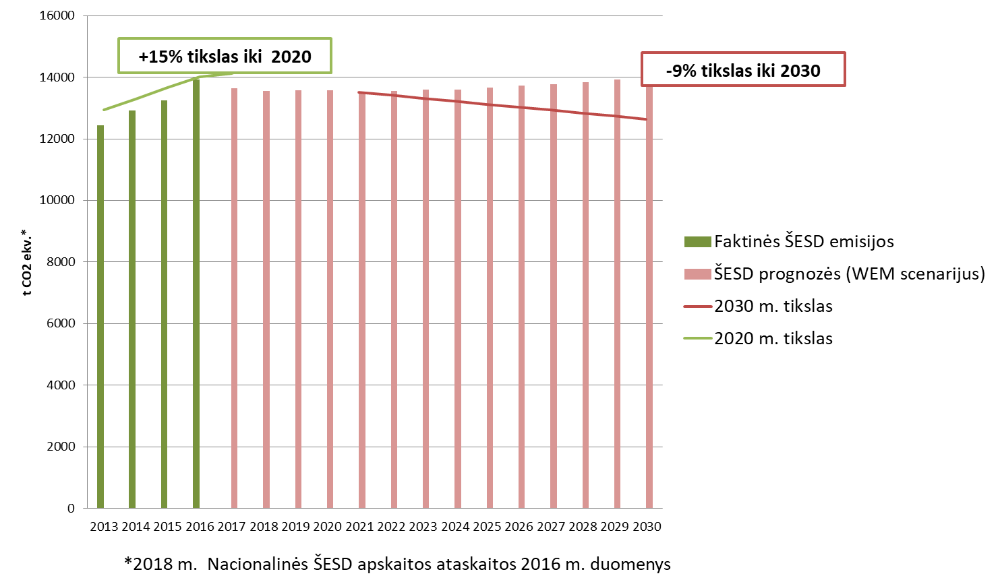 16000
+15% tikslas iki  2020
-9% tikslas iki 2030
14000
12000
10000
8000
6000
4000
2000
0
t CO2 ekv.*
2013 2014 2015 2016 2017 2018 2019 2020 2021 2022 2023 2024 2025 2026 2027 2028 2029 2030
Faktinės ŠESD emisijos
ŠESD prognozės (WEM scenarijus)
2030 m. tikslas
2020 m. tikslas
*2018 m.  Nacionalinės ŠESD apskaitos ataskaitos 2016 m. duomenys